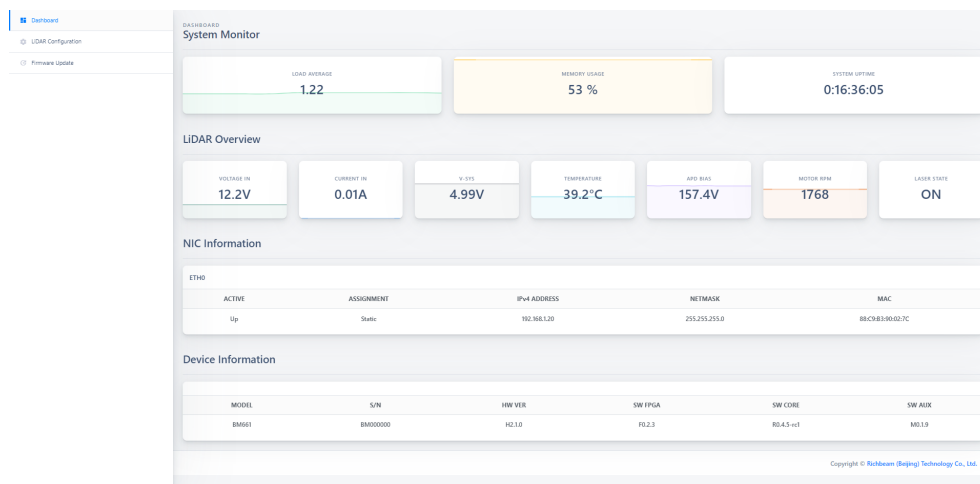 Dashboard
LiDAR Configuration
Firmware Update
DASHBOARD
System Monitor
LOAD AVERAGE MEMORY USAGE SYSTEM UPTIME
1.22 53 % 0:16:36:05
LiDAR Overview
VOLTAGE IN CURRENT IN V-SYS TEMPERATURE APD BIAS MOTOR RPM LASER STATE
12.2V 0.01A 4.99V 39.2°C 157.4V 1768 ON
NIC Information
ETH0
ACTIVE ASSIGNMENT IPv4 ADDRESS NETMASK MAC
Up Static 192.168.1.20 255.255.255.0 88:C9:B3:90:02:7C
Device Information
MODEL S/N HW VER SW FPGA SW CORE SW AUX
BM661 BM000000 H2.1.0 F0.2.3 R0.4.5-rc1 M0.1.9
Copyright © Richbeam (Beijing) Technology Co., Ltd.